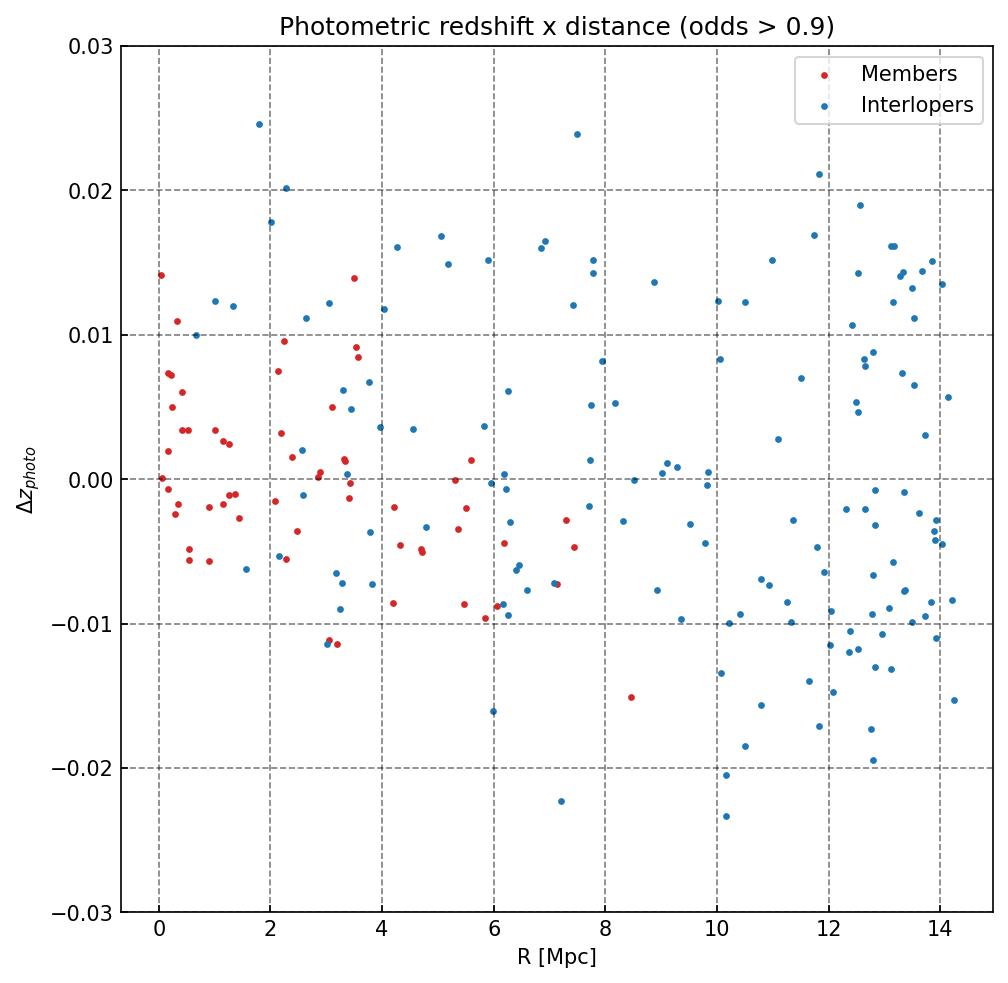 Photometric redshift x distance (odds > 0.9)
Members
Interlopers
0.03
0.02
0.01
0.00
−0.01
−0.02
−0.03
Δz_photo
0 2 4 6 8 10 12 14
R [Mpc]